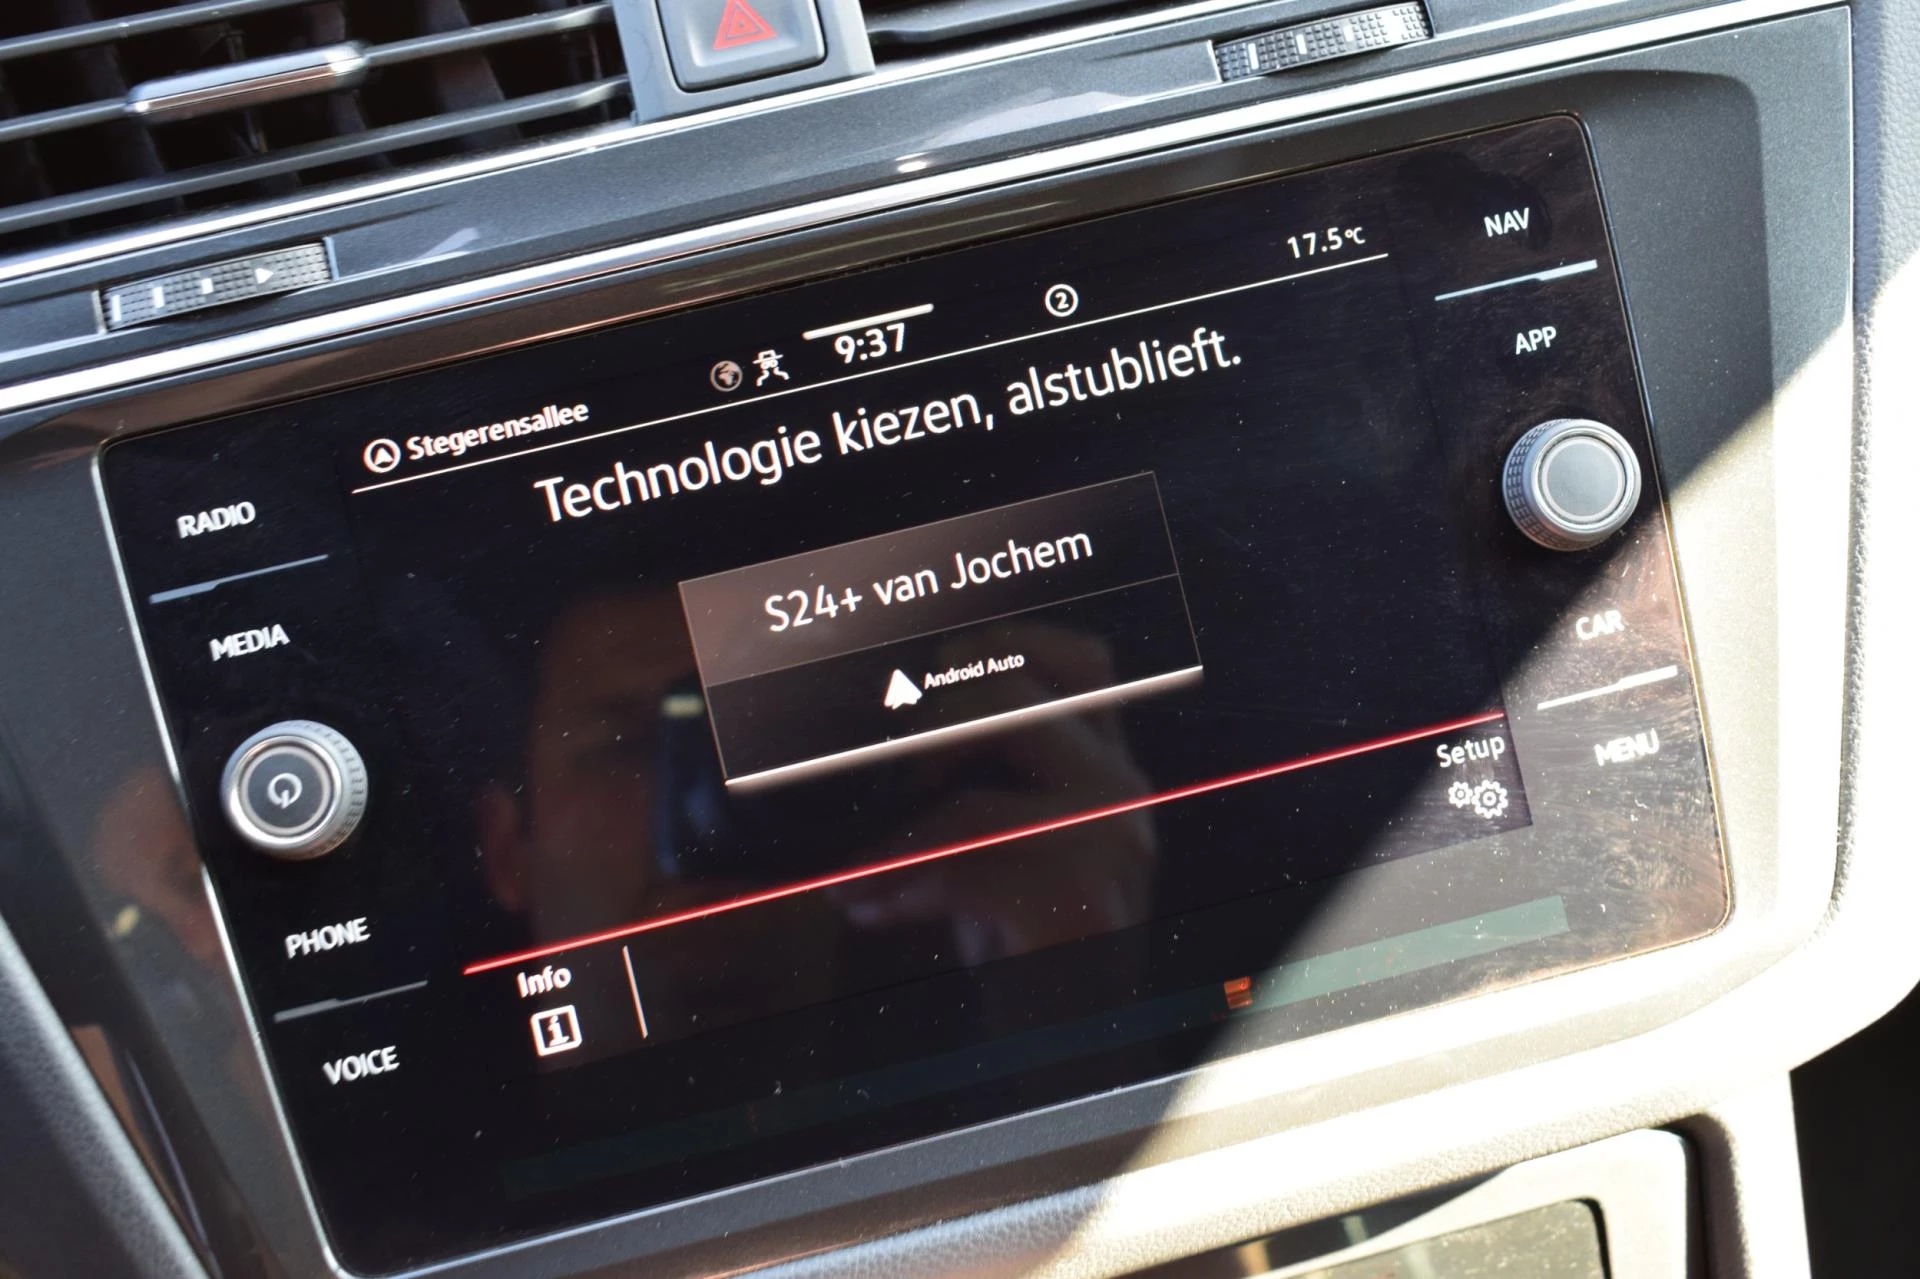 17.5°C
NAV
2
9:37
APP
Stegerensallee
Technologie kiezen, alstublieft.
RADIO
S24+ van Jochem
MEDIA
Android Auto
CAR
Setup
MENU
PHONE
Info
i
VOICE